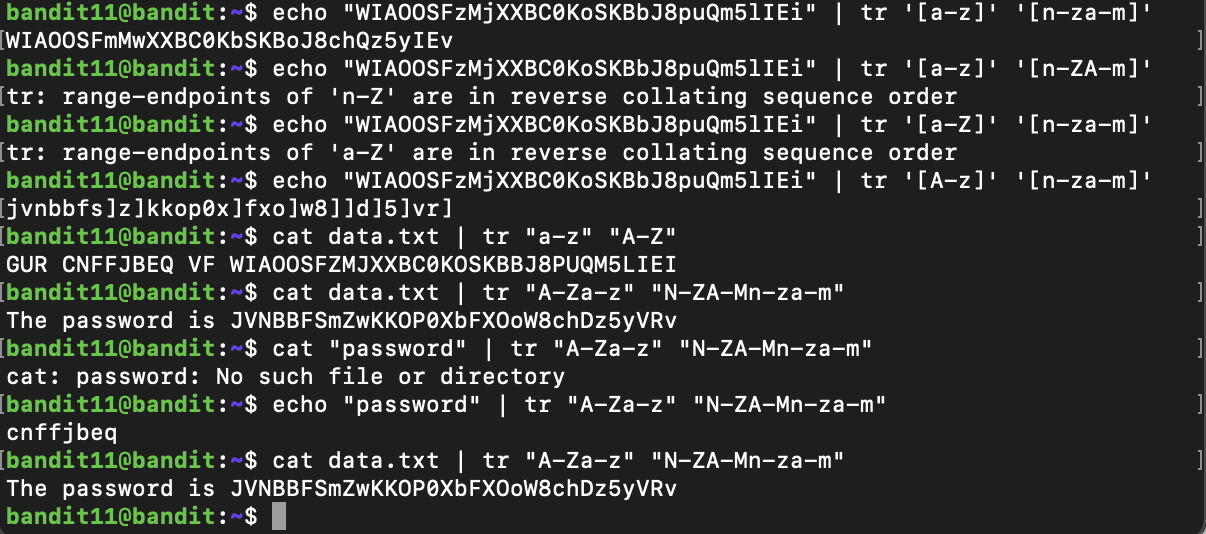 bandit11@bandit:~$ echo "WIAOOSFzMjXXBC0KoSKBbJ8puQm5lIEi" | tr '[a-z]' '[n-za-m]'
[WIAOOSFmMwXXBC0KbSKBoJ8chQz5yIEv ]
bandit11@bandit:~$ echo "WIAOOSFzMjXXBC0KoSKBbJ8puQm5lIEi" | tr '[a-z]' '[n-ZA-m]'
[tr: range-endpoints of 'n-Z' are in reverse collating sequence order ]
bandit11@bandit:~$ echo "WIAOOSFzMjXXBC0KoSKBbJ8puQm5lIEi" | tr '[a-Z]' '[n-za-m]'
[tr: range-endpoints of 'a-Z' are in reverse collating sequence order ]
bandit11@bandit:~$ echo "WIAOOSFzMjXXBC0KoSKBbJ8puQm5lIEi" | tr '[A-z]' '[n-za-m]'
[jvnbbfs]z]kkop0x]fxo]w8]]d]5]vr] ]
[bandit11@bandit:~$ cat data.txt | tr "a-z" "A-Z" ]
GUR CNFFJBEQ VF WIAOOSFZMJXXBC0KOSKBBJ8PUQM5LIEI
[bandit11@bandit:~$ cat data.txt | tr "A-Za-z" "N-ZA-Mn-za-m" ]
The password is JVNBBFSmZwKKOP0XbFXOoW8chDz5yVRv
[bandit11@bandit:~$ cat "password" | tr "A-Za-z" "N-ZA-Mn-za-m" ]
cat: password: No such file or directory
[bandit11@bandit:~$ echo "password" | tr "A-Za-z" "N-ZA-Mn-za-m" ]
cnffjbeq
[bandit11@bandit:~$ cat data.txt | tr "A-Za-z" "N-ZA-Mn-za-m" ]
The password is JVNBBFSmZwKKOP0XbFXOoW8chDz5yVRv
bandit11@bandit:~$